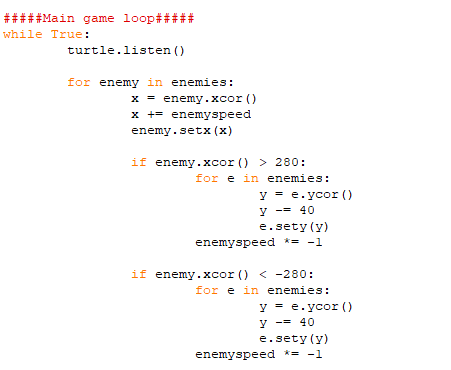 #####Main game loop#####
while True:
        turtle.listen()

        for enemy in enemies:
                x = enemy.xcor()
                x += enemyspeed
                enemy.setx(x)

                if enemy.xcor() > 280:
                        for e in enemies:
                                y = e.ycor()
                                y -= 40
                                e.sety(y)
                        enemyspeed *= -1

                if enemy.xcor() < -280:
                        for e in enemies:
                                y = e.ycor()
                                y -= 40
                                e.sety(y)
                        enemyspeed *= -1